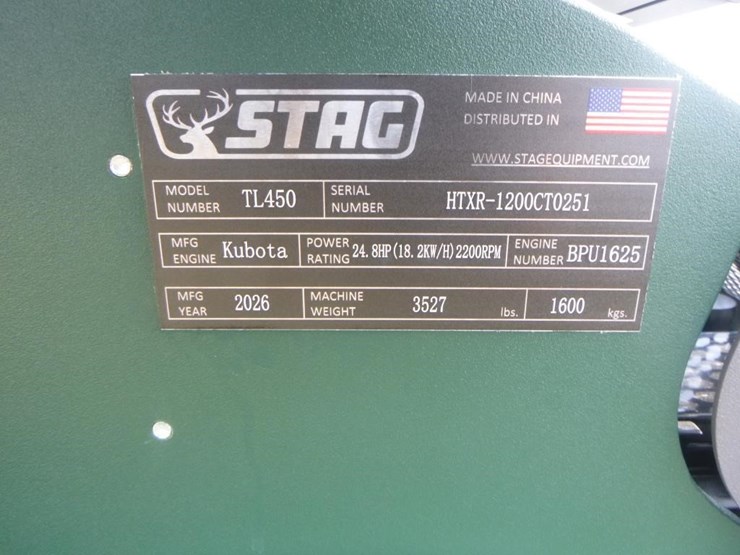 STAG
MADE IN CHINA
DISTRIBUTED IN
WWW.STAGEQUIPMENT.COM
MODEL NUMBER TL450 SERIAL NUMBER HTXR-1200CT0251
MFG ENGINE Kubota POWER RATING 24.8HP(18.2KW/H)2200RPM ENGINE NUMBER BPU1625
MFG YEAR 2026 MACHINE WEIGHT 3527 lbs. 1600 kgs.